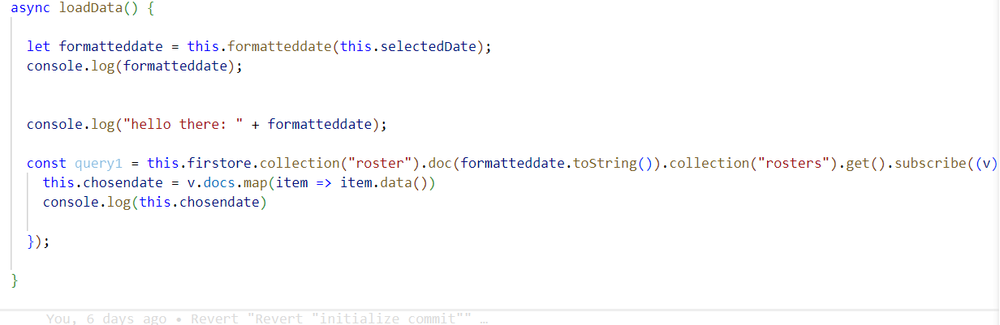 async loadData() {
let formatteddate = this.formatteddate(this.selectedDate);
console.log(formatteddate);
console.log("hello there: " + formatteddate);
const query1 = this.firstore.collection("roster").doc(formatteddate.toString()).collection("rosters").get().subscribe((v)
this.chosendate = v.docs.map(item => item.data())
console.log(this.chosendate)
});
}
You, 6 days ago • Revert "Revert "initialize commit"" …